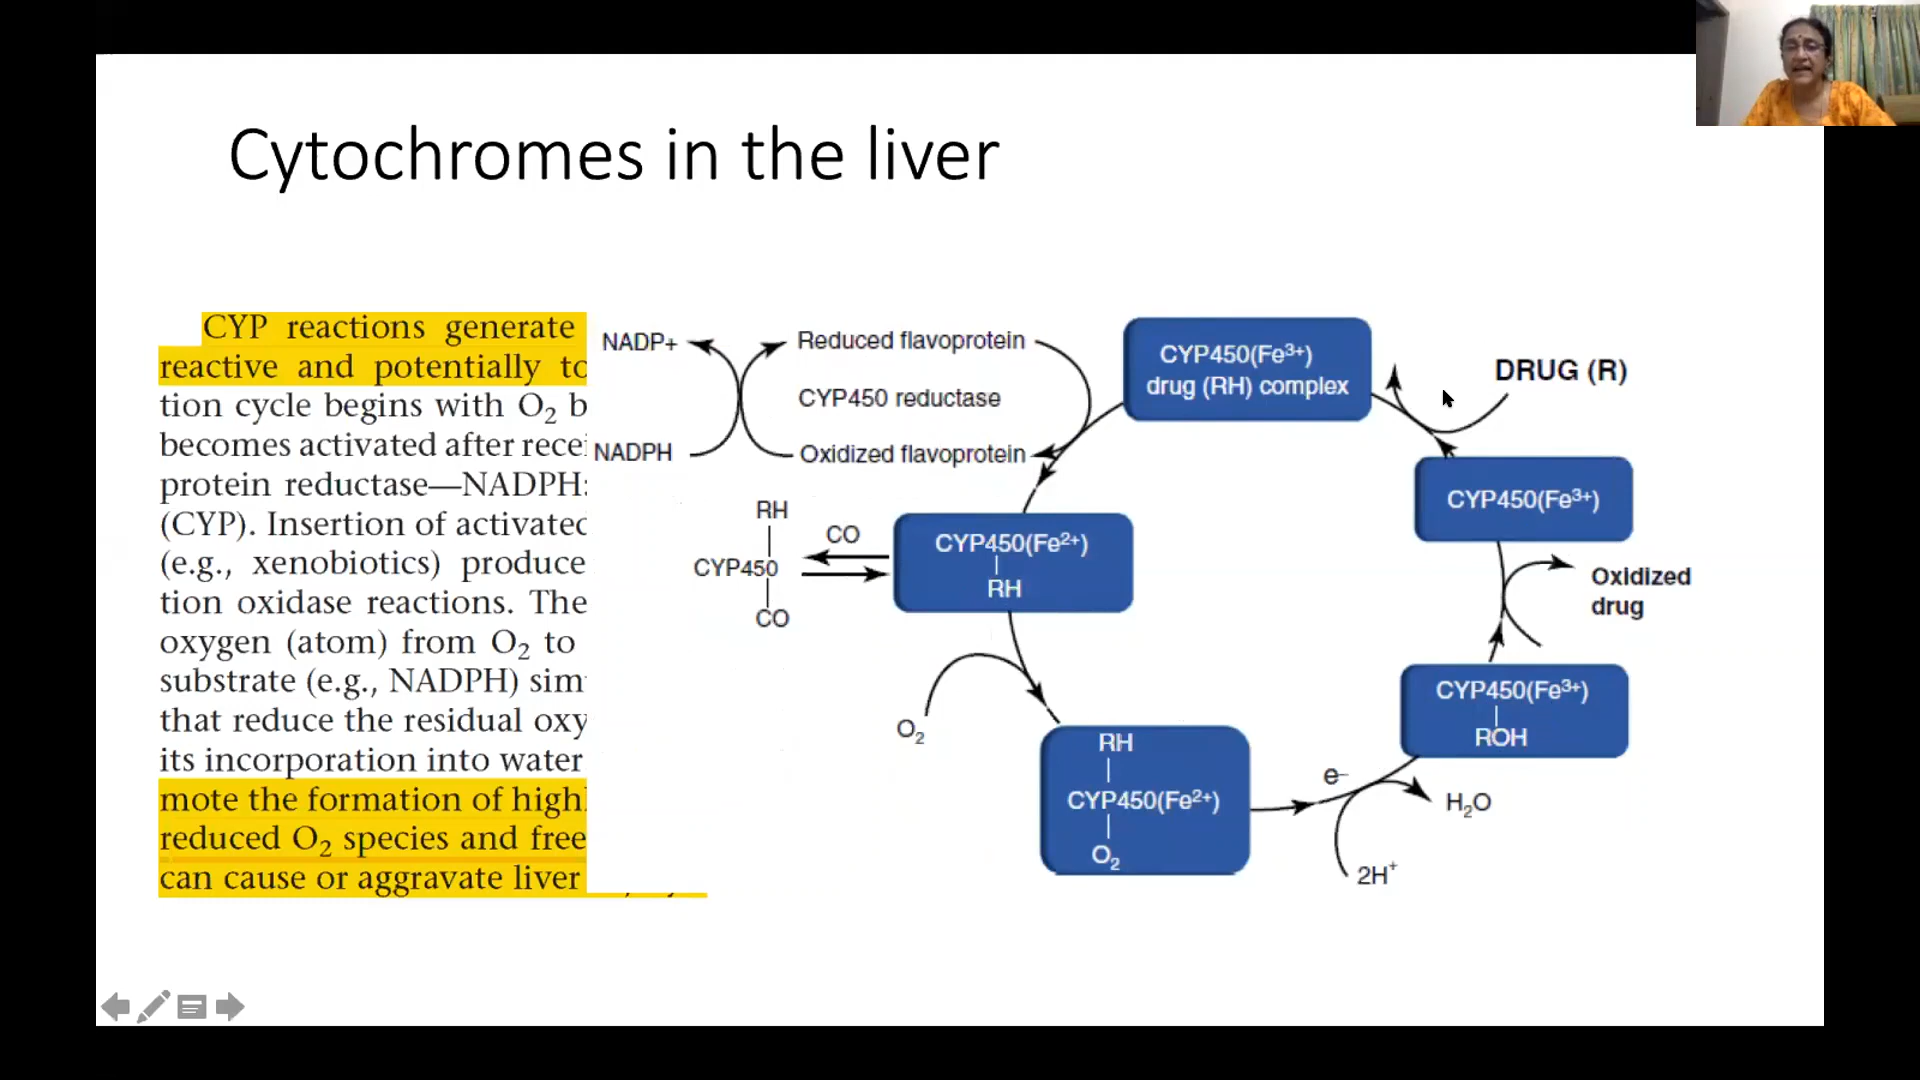 Cytochromes in the liver
CYP reactions generate
reactive and potentially to
tion cycle begins with O₂ b
becomes activated after recei
protein reductase—NADPH:
(CYP). Insertion of activated
(e.g., xenobiotics) produce
tion oxidase reactions. The
oxygen (atom) from O₂ to
substrate (e.g., NADPH) sim
that reduce the residual oxy
its incorporation into water
mote the formation of highl
reduced O₂ species and free
can cause or aggravate liver
NADP+
Reduced flavoprotein
CYP450 reductase
NADPH
Oxidized flavoprotein
CYP450(Fe³⁺)
drug (RH) complex
DRUG (R)
CYP450(Fe³⁺)
Oxidized
drug
RH
CYP450
CO
CO
CYP450(Fe²⁺)
RH
O₂
RH
CYP450(Fe²⁺)
O₂
e⁻
2H⁺
H₂O
CYP450(Fe³⁺)
ROH